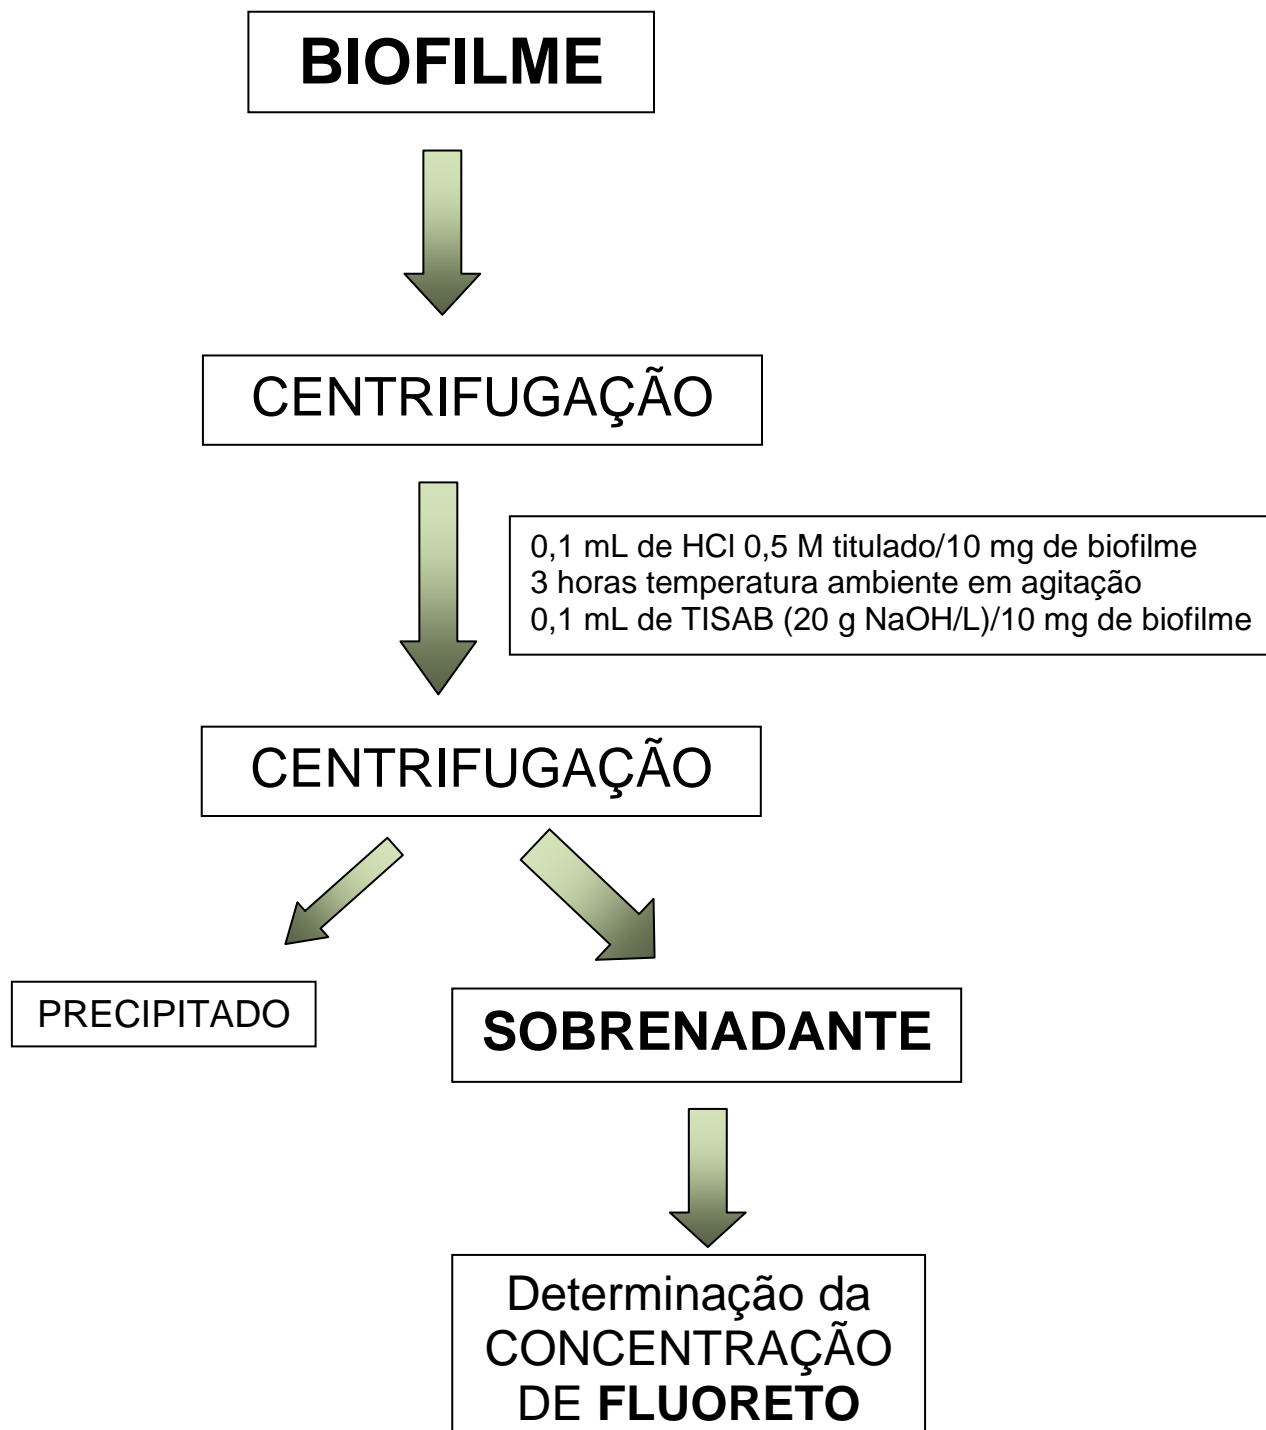 BIOFILME
CENTRIFUGAÇÃO
0,1 mL de HCl 0,5 M titulado/10 mg de biofilme
3 horas temperatura ambiente em agitação
0,1 mL de TISAB (20 g NaOH/L)/10 mg de biofilme
CENTRIFUGAÇÃO
PRECIPITADO
SOBRENADANTE
Determinação da
CONCENTRAÇÃO
DE FLUORETO